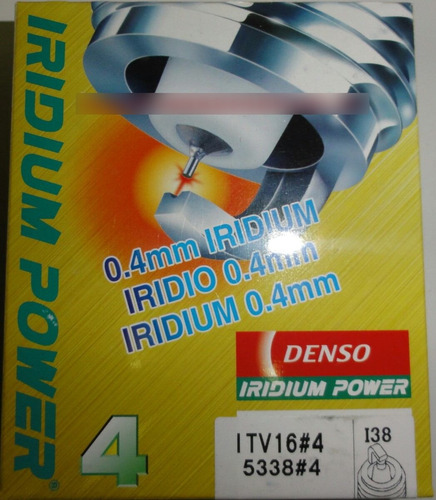 IRIDIUM POWER®
0.4mm IRIDIUM
IRIDIO 0.4mm
IRIDIUM 0.4mm
DENSO
IRIDIUM POWER
4
ITV16#4
5338#4
I38